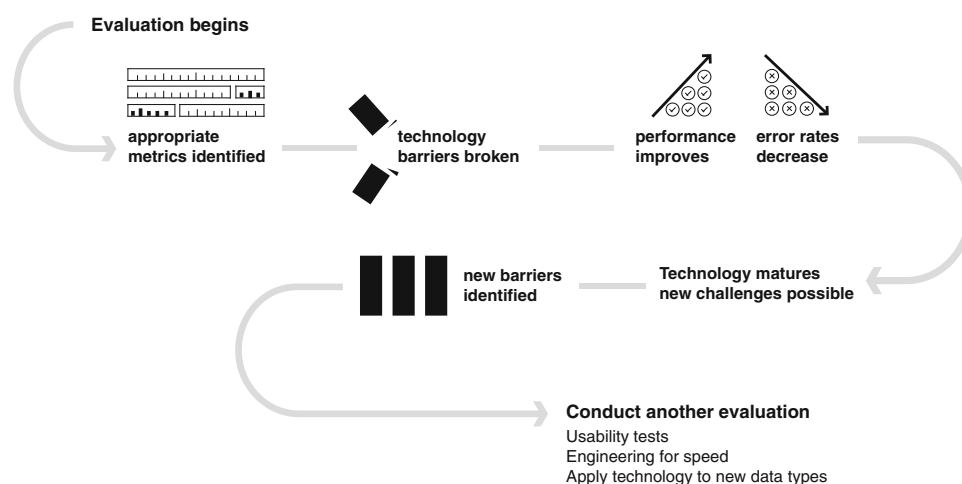 Evaluation begins
appropriate
metrics identified
technology
barriers broken
performance
improves
error rates
decrease
Technology matures
new challenges possible
new barriers
identified
Conduct another evaluation
Usability tests
Engineering for speed
Apply technology to new data types